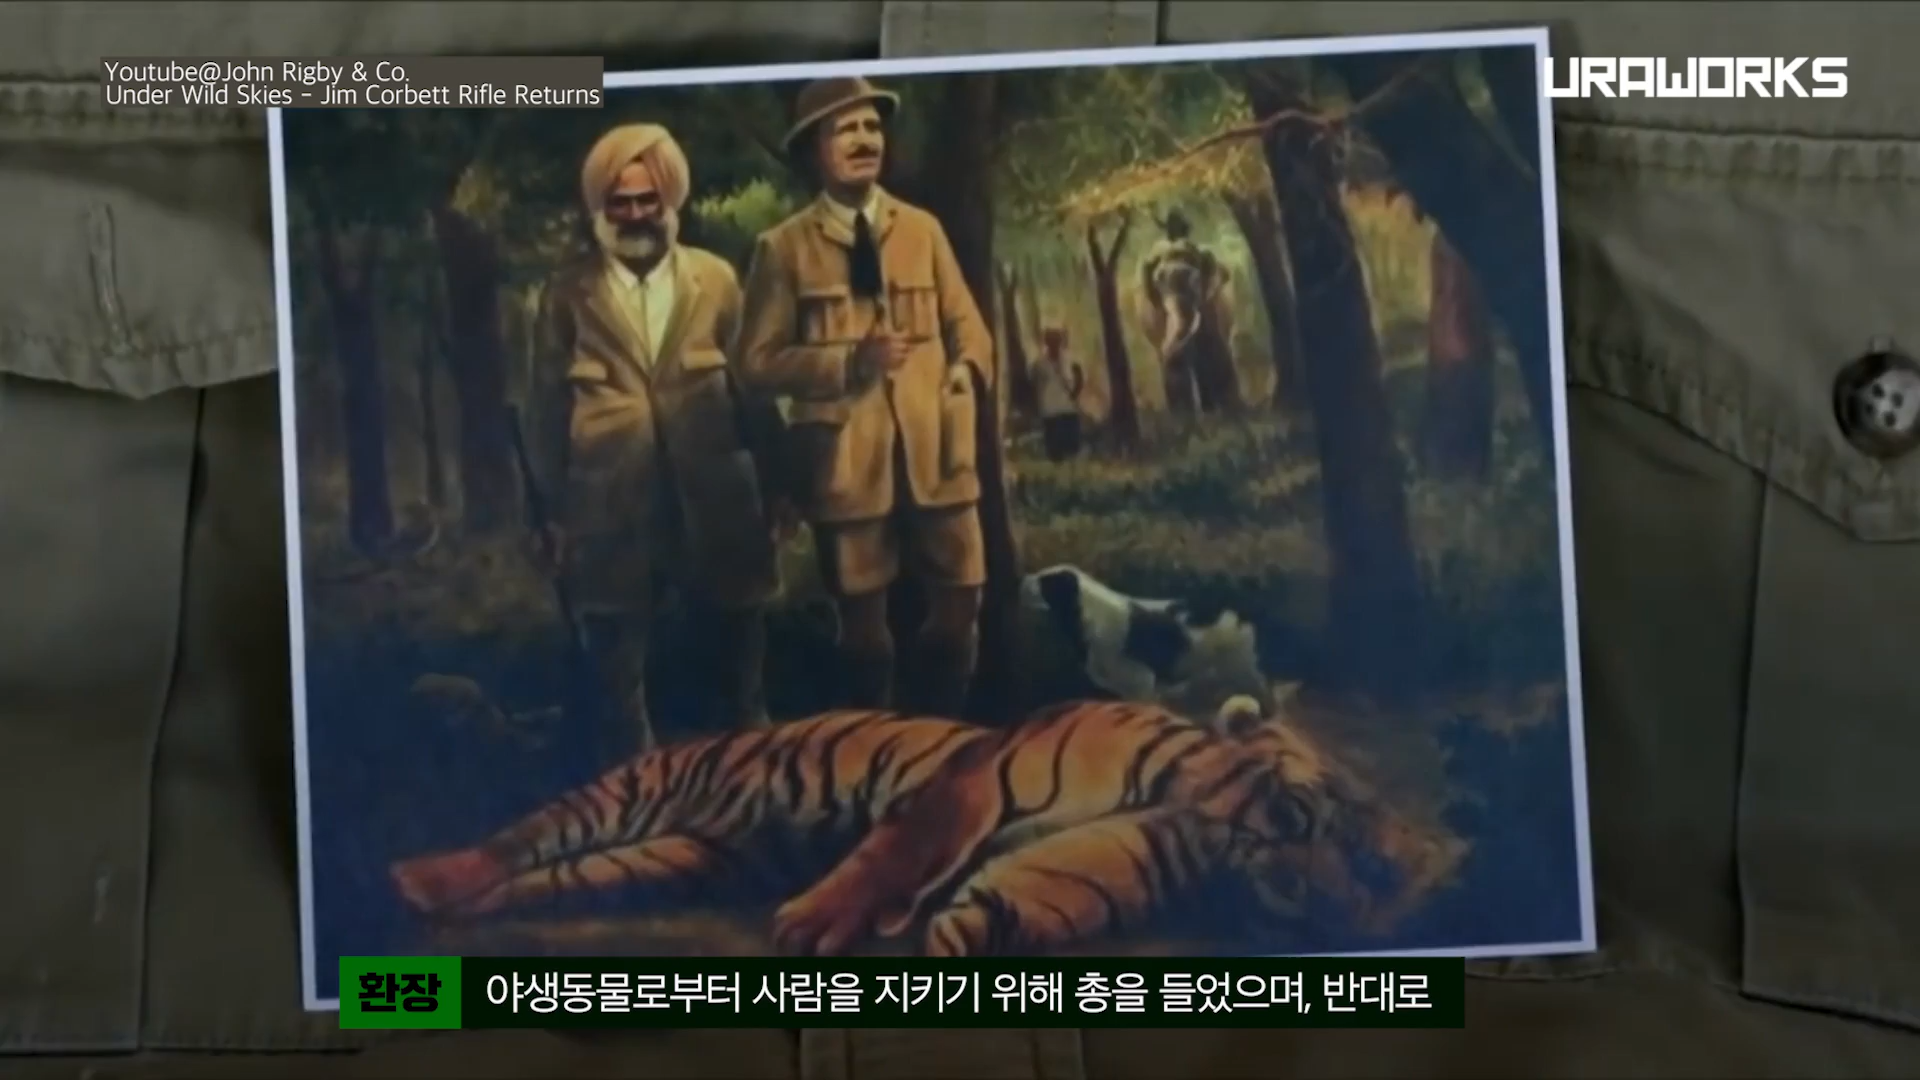 Youtube@John Rigby & Co.
Under Wild Skies - Jim Corbett Rifle Returns
URAWORKS
환장 야생동물로부터 사람을 지키기 위해 총을 들었으며, 반대로